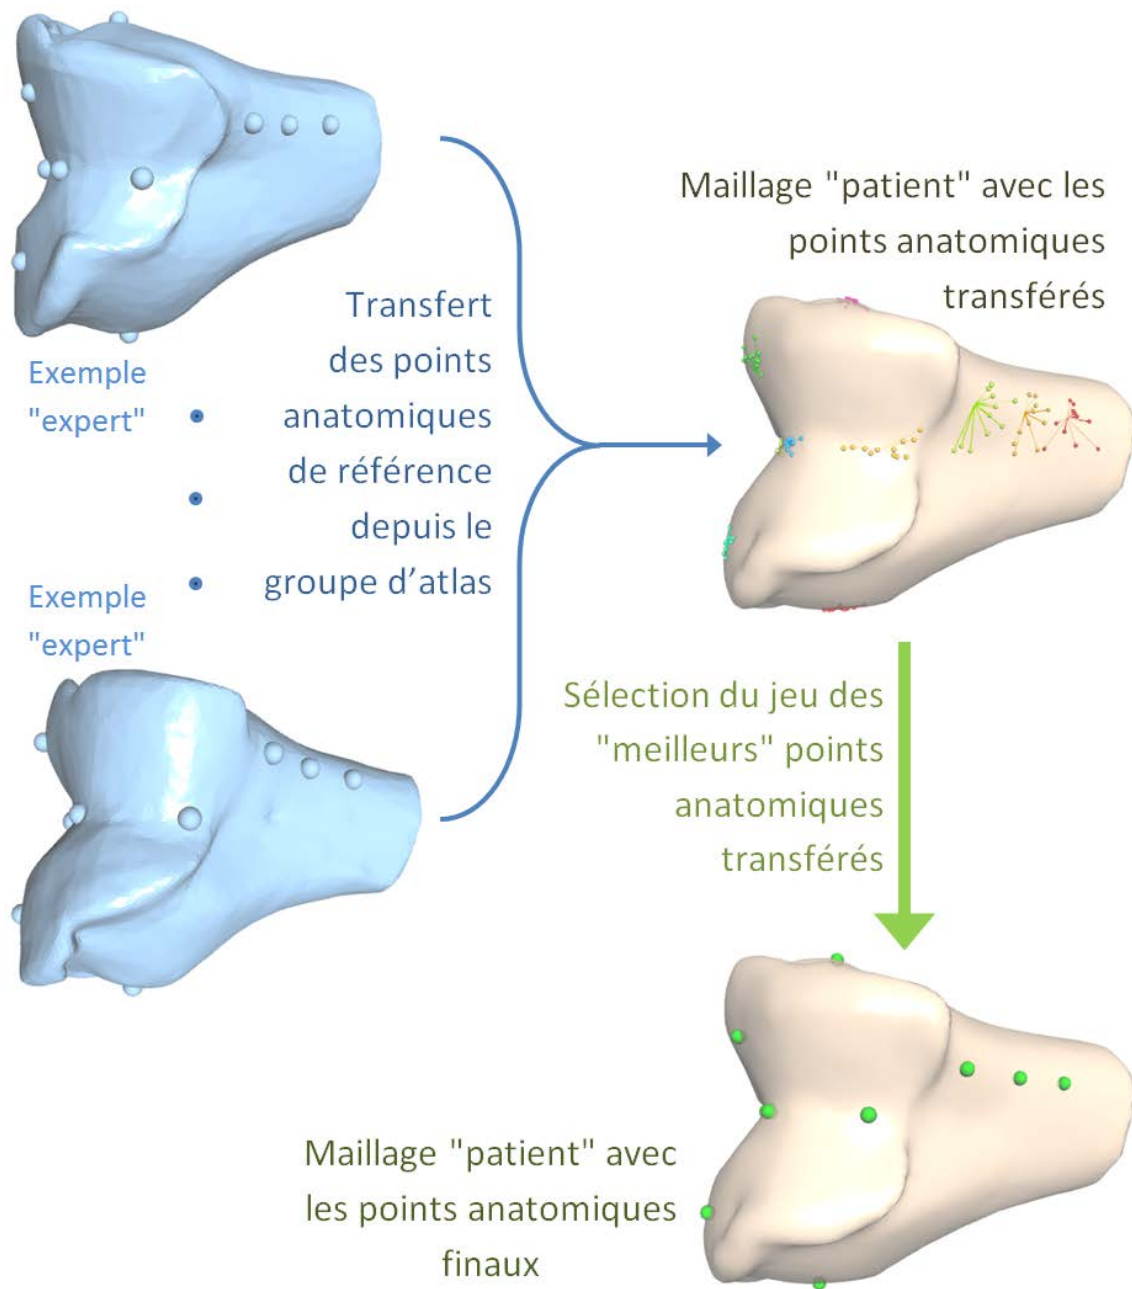 Maillage "patient" avec les
points anatomiques
transférés
Transfert
des points
anatomiques
de référence
depuis le
groupe d’atlas
Exemple
"expert"
Exemple
"expert"
Sélection du jeu des
"meilleurs" points
anatomiques
transférés
Maillage "patient" avec
les points anatomiques
finaux